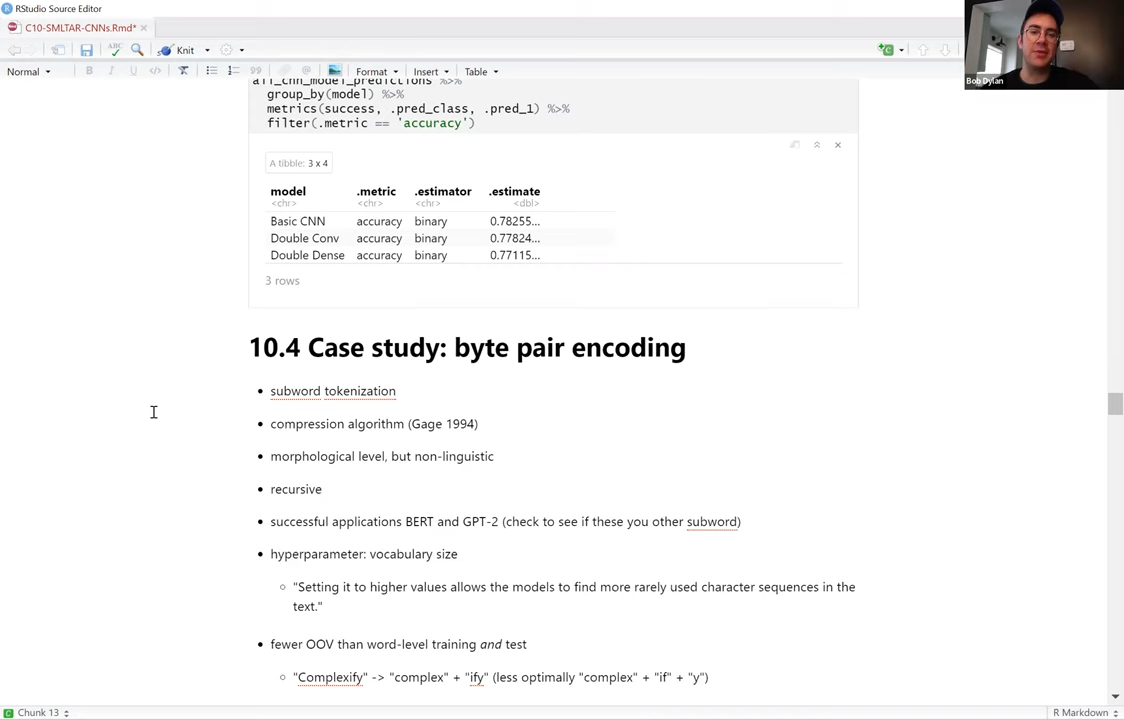 RStudio Source Editor
C10-SMLTAR-CNNs.Rmd*
ABC Knit
Normal B I U Format Insert Table
Bob Dylan
all_cnn_model_predictions %>%
group_by(model) %>%
metrics(success, .pred_class, .pred_1) %>%
filter(.metric == 'accuracy')
A tibble: 3 x 4
model .metric .estimator .estimate
<chr> <chr> <chr> <dbl>
Basic CNN accuracy binary 0.78255...
Double Conv accuracy binary 0.77824...
Double Dense accuracy binary 0.77115...
3 rows
10.4 Case study: byte pair encoding
• subword tokenization
• compression algorithm (Gage 1994)
• morphological level, but non-linguistic
• recursive
• successful applications BERT and GPT-2 (check to see if these you other subword)
• hyperparameter: vocabulary size
◦ "Setting it to higher values allows the models to find more rarely used character sequences in the
text."
• fewer OOV than word-level training and test
◦ "Complexify" -> "complex" + "ify" (less optimally "complex" + "if" + "y")
C Chunk 13
R Markdown